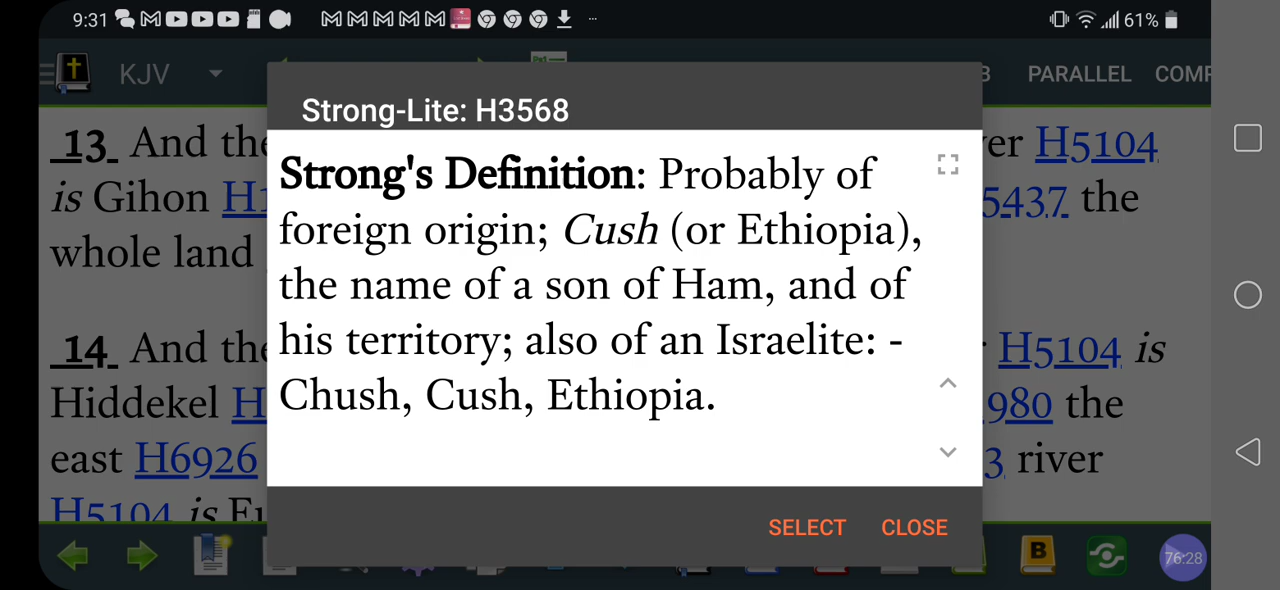 9:31
61%
KJV
B PARALLEL COMP
Strong-Lite: H3568
13 And the
er H5104
Strong's Definition: Probably of
is Gihon H1
5437 the
foreign origin; Cush (or Ethiopia),
whole land
the name of a son of Ham, and of
his territory; also of an Israelite: -
14 And the
H5104 is
Chush, Cush, Ethiopia.
Hiddekel H
980 the
east H6926
3 river
H5104 is Eu
SELECT CLOSE
B
76:28